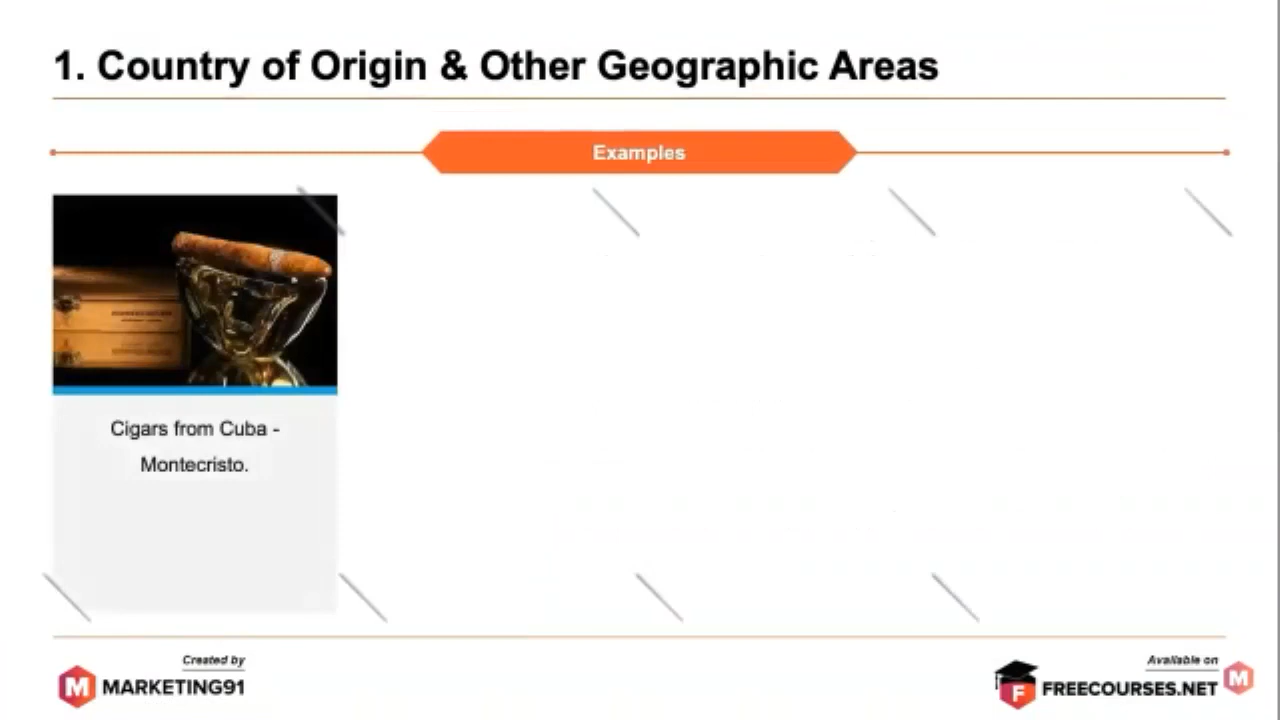 1. Country of Origin & Other Geographic Areas
Examples
Cigars from Cuba -
Montecristo.
Created by
M MARKETING91
Available on
F FREECOURSES.NET
M